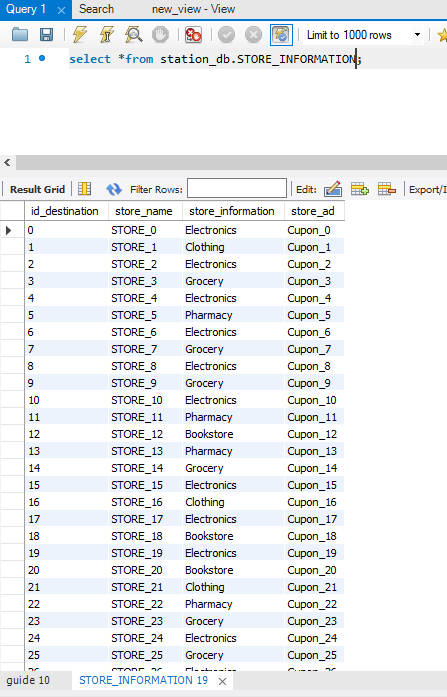 Query 1 Search new_view - View
Limit to 1000 rows
1 select *from station_db.STORE_INFORMATION;
Result Grid Filter Rows: Edit: Export/I
id_destination store_name store_information store_ad
0 STORE_0 Electronics Cupon_0
1 STORE_1 Clothing Cupon_1
2 STORE_2 Electronics Cupon_2
3 STORE_3 Grocery Cupon_3
4 STORE_4 Electronics Cupon_4
5 STORE_5 Pharmacy Cupon_5
6 STORE_6 Electronics Cupon_6
7 STORE_7 Grocery Cupon_7
8 STORE_8 Electronics Cupon_8
9 STORE_9 Grocery Cupon_9
10 STORE_10 Electronics Cupon_10
11 STORE_11 Pharmacy Cupon_11
12 STORE_12 Bookstore Cupon_12
13 STORE_13 Pharmacy Cupon_13
14 STORE_14 Grocery Cupon_14
15 STORE_15 Electronics Cupon_15
16 STORE_16 Clothing Cupon_16
17 STORE_17 Electronics Cupon_17
18 STORE_18 Bookstore Cupon_18
19 STORE_19 Electronics Cupon_19
20 STORE_20 Bookstore Cupon_20
21 STORE_21 Clothing Cupon_21
22 STORE_22 Pharmacy Cupon_22
23 STORE_23 Grocery Cupon_23
24 STORE_24 Electronics Cupon_24
25 STORE_25 Grocery Cupon_25
26 STORE_26 Electronics Cupon_26
guide 10 STORE_INFORMATION 19